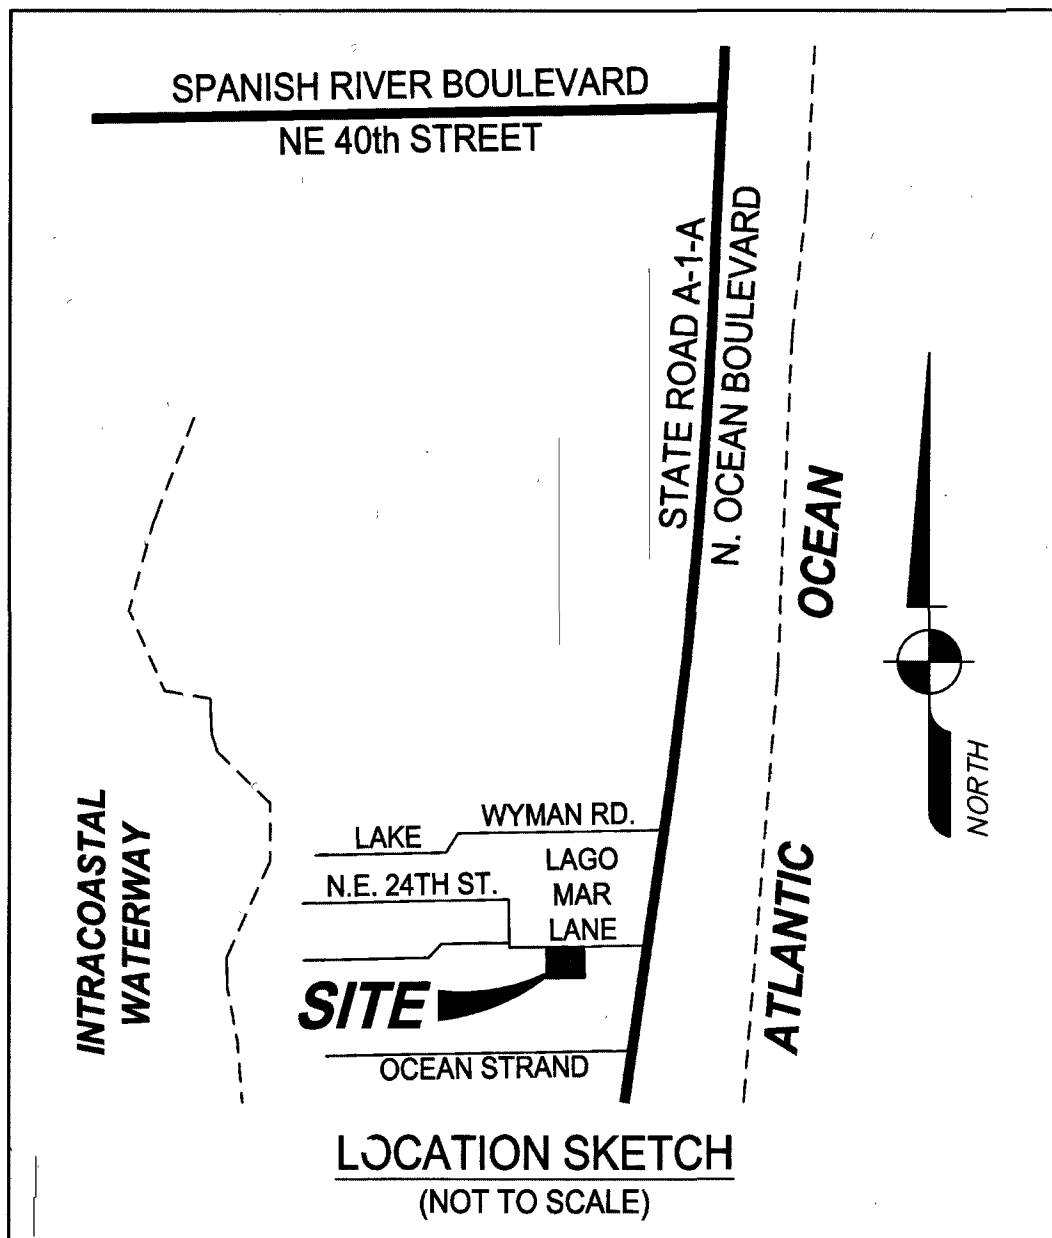 SPANISH RIVER BOULEVARD
NE 40th STREET
STATE ROAD A-1-A
N. OCEAN BOULEVARD
OCEAN
ATLANTIC
NORTH
INTRACOASTAL
WATERWAY
LAKE
WYMAN RD.
LAGO
MAR
LANE
N.E. 24TH ST.
SITE
OCEAN STRAND
LOCATION SKETCH
(NOT TO SCALE)